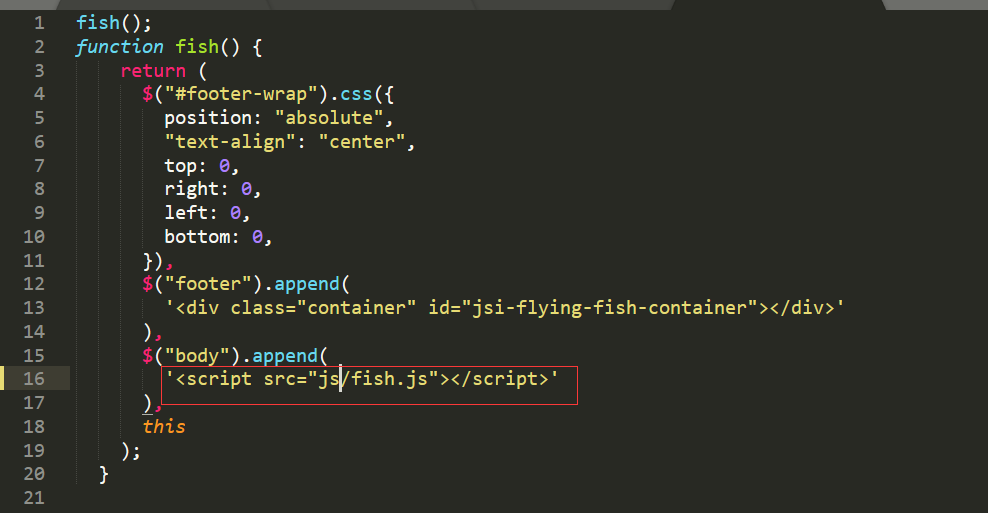 1 fish();
2 function fish() {
3 return (
4 $("#footer-wrap").css({
5 position: "absolute",
6 "text-align": "center",
7 top: 0,
8 right: 0,
9 left: 0,
10 bottom: 0,
11 }),
12 $("footer").append(
13 '<div class="container" id="jsi-flying-fish-container"></div>'
14 ),
15 $("body").append(
16 '<script src="js/fish.js"></script>'
17 ),
18 this
19 );
20 }
21